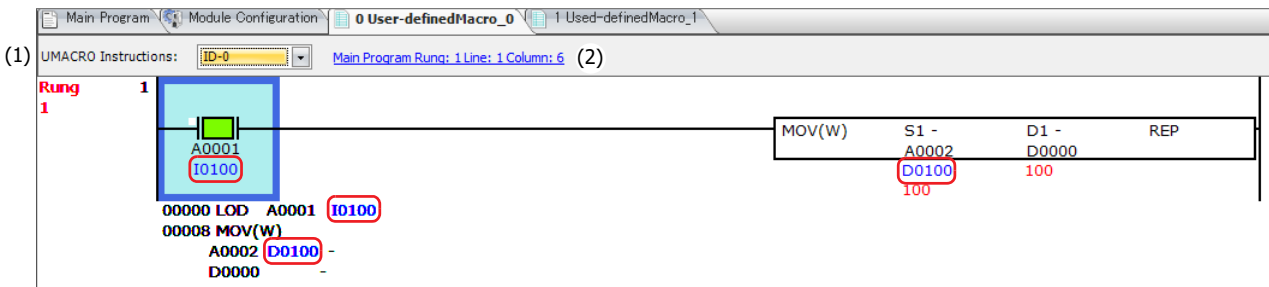 Main Program Module Configuration 0 User-definedMacro_0 1 Used-definedMacro_1
(1) UMACRO Instructions: ID-0 Main Program Rung: 1 Line: 1 Column: 6 (2)
Rung 1
1
MOV(W) S1 - D1 - REP
A0001 A0002 D0000
I0100 D0100 100
100
00000 LOD A0001 I0100
00008 MOV(W)
A0002 D0100 -
D0000 -